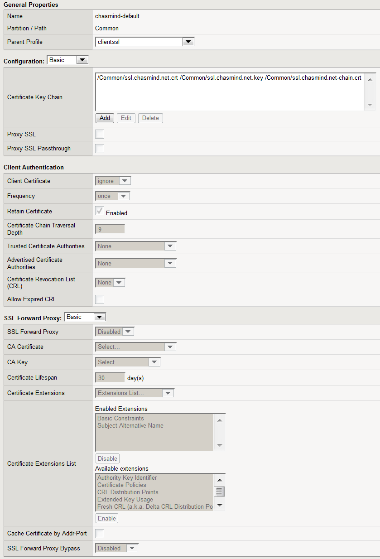 General Properties
Name chasmind-default
Partition / Path Common
Parent Profile clientssl
Configuration: Basic
Certificate Key Chain /Common/ssl.chasmind.net.crt /Common/ssl.chasmind.net.key /Common/ssl.chasmind.net-chain.crt
Add Edit Delete
Proxy SSL
Proxy SSL Passthrough
Client Authentication
Client Certificate ignore
Frequency once
Retain Certificate Enabled
Certificate Chain Traversal
Depth 9
Trusted Certificate Authorities None
Advertised Certificate
Authorities None
Certificate Revocation List
(CRL) None
Allow Expired CRL
SSL Forward Proxy: Basic
SSL Forward Proxy Disabled
CA Certificate Select...
CA Key Select
Certificate Lifespan 30 day(s)
Certificate Extensions Extensions List...
Certificate Extensions List
Enabled Extensions
Basic Constraints
Subject Alternative Name
Disable
Available extensions
Authority Key Identifier
Certificate Policies
CRL Distribution Points
Extended Key Usage
Fresh CRL (a.k.a. Delta CRL Distribution Po
Enable
Cache Certificate by Addr-Port
SSL Forward Proxy Bypass Disabled